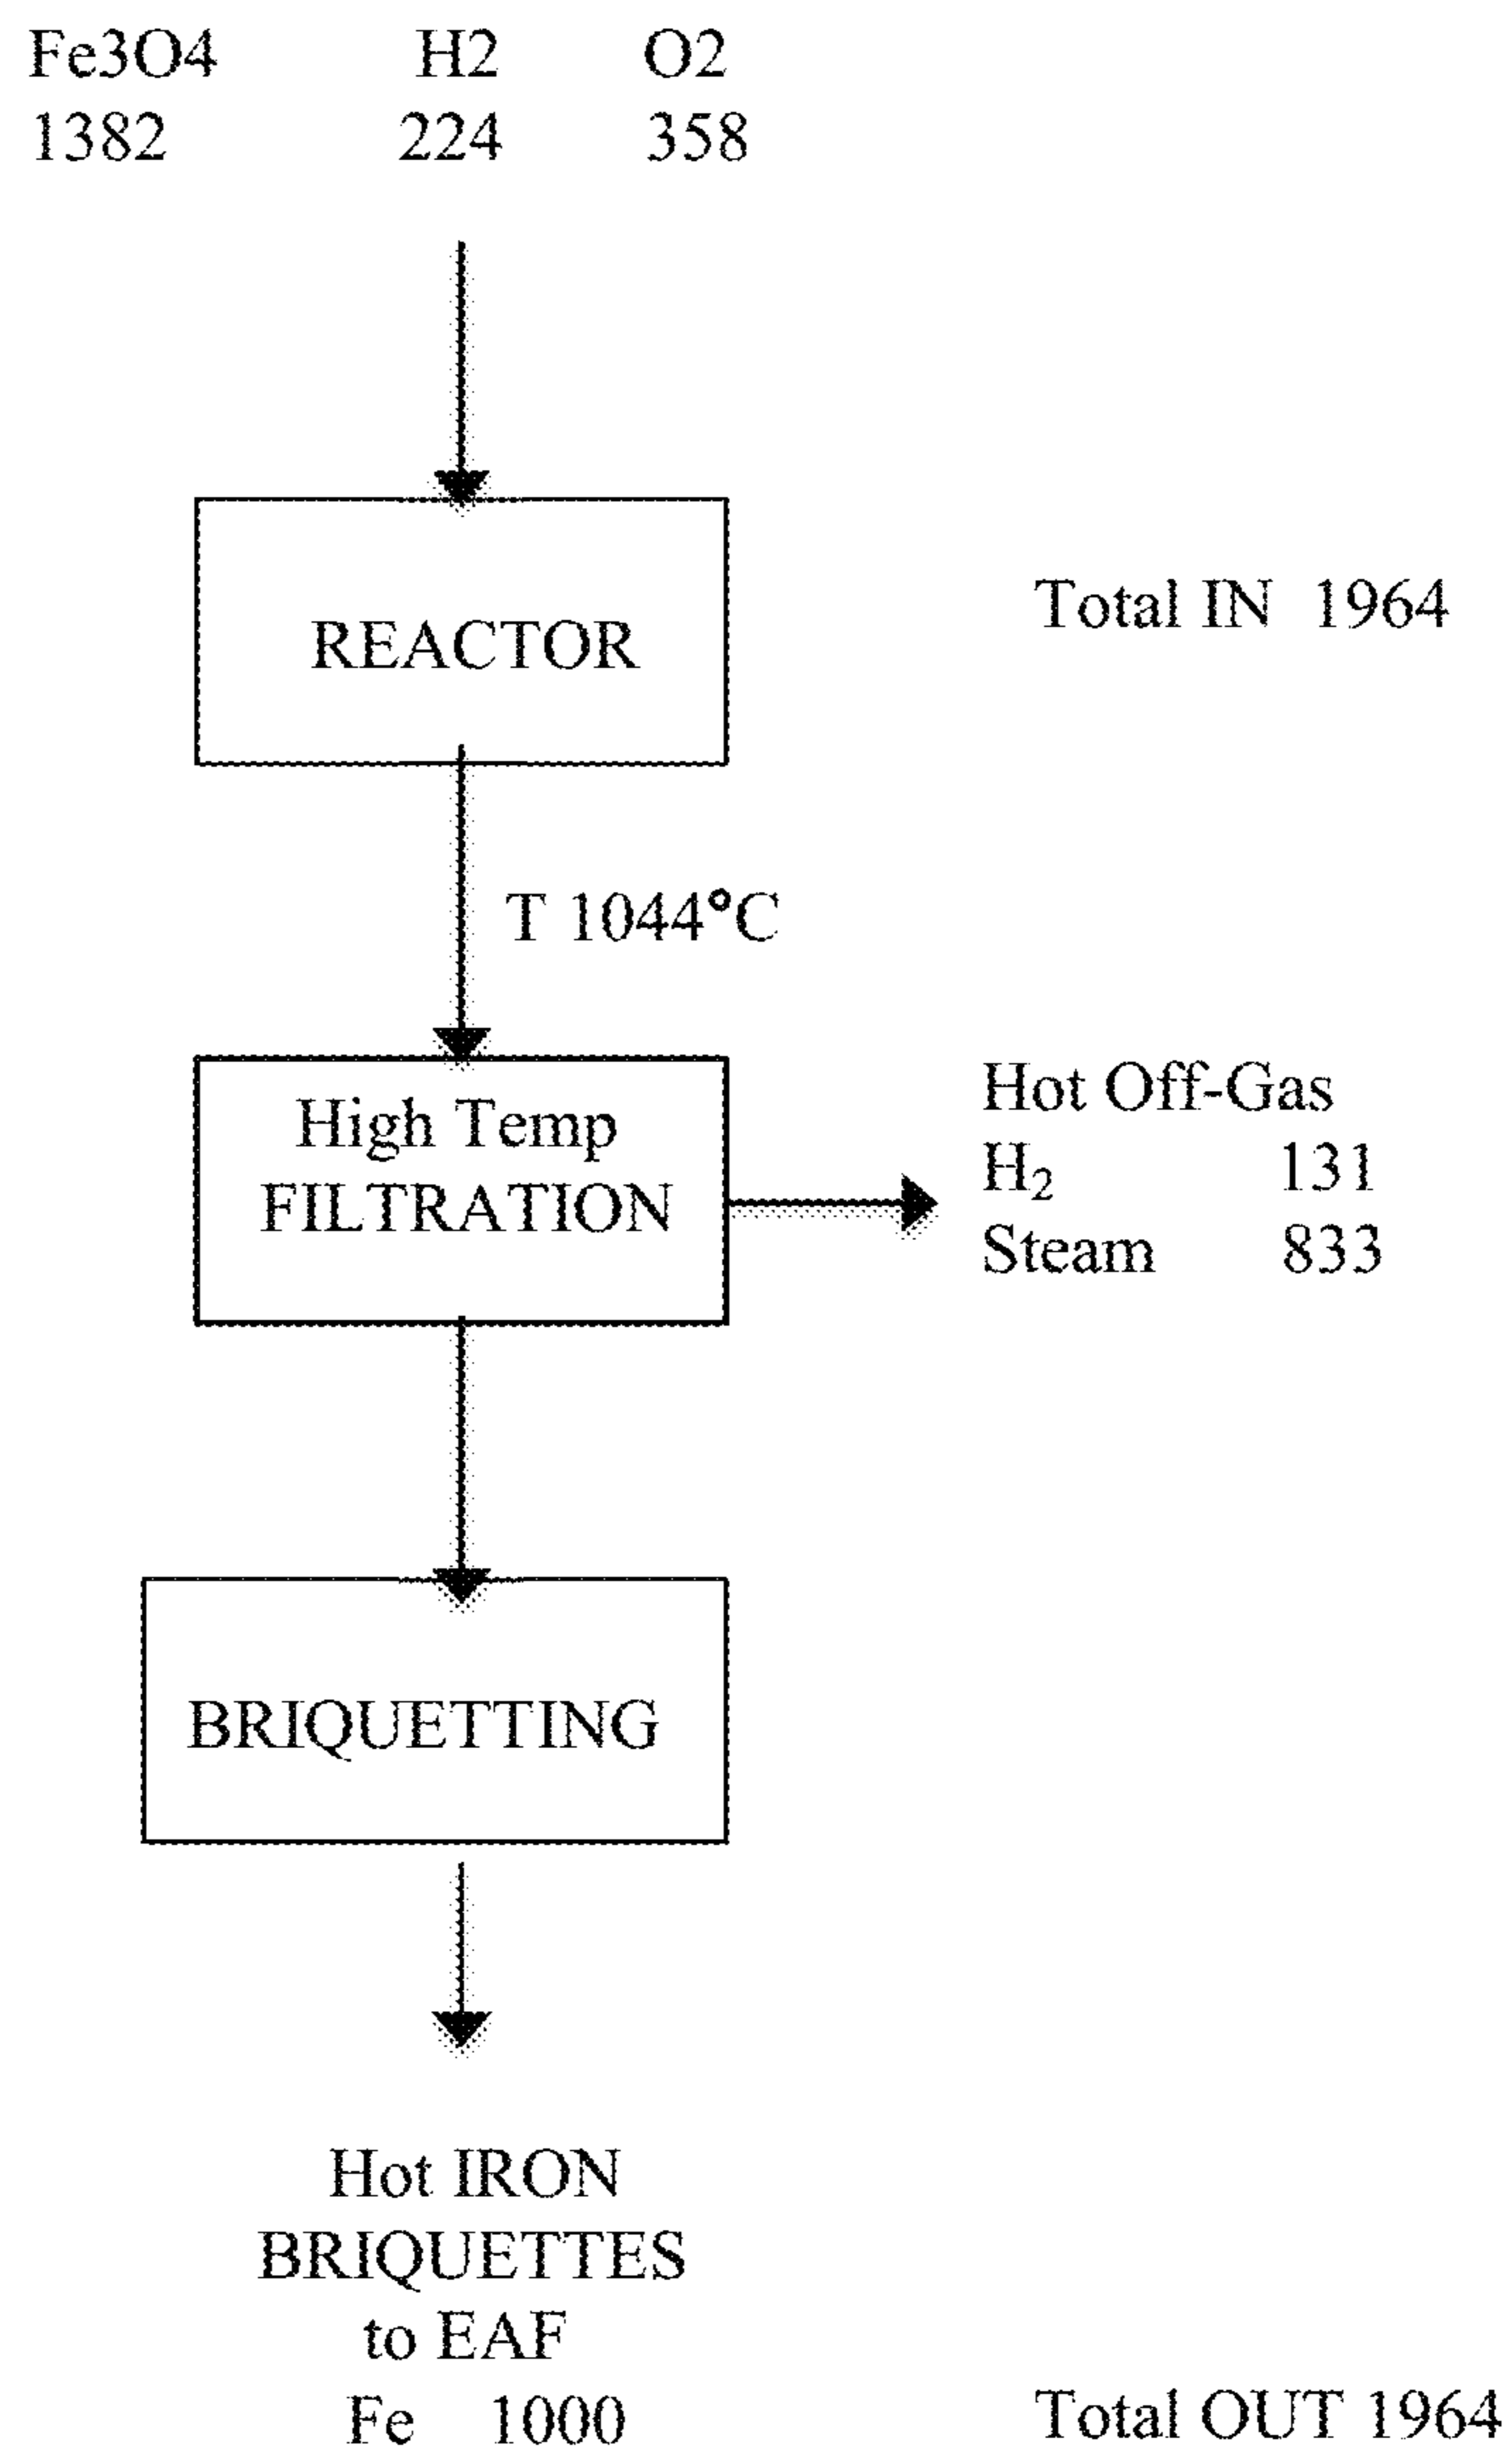 Fe3O4 H2 O2
1382 224 358
REACTOR
Total IN 1964
T 1044°C
High Temp
FILTRATION
Hot Off-Gas
H₂ 131
Steam 833
BRIQUETTING
Hot IRON
BRIQUETTES
to EAF
Fe 1000
Total OUT 1964